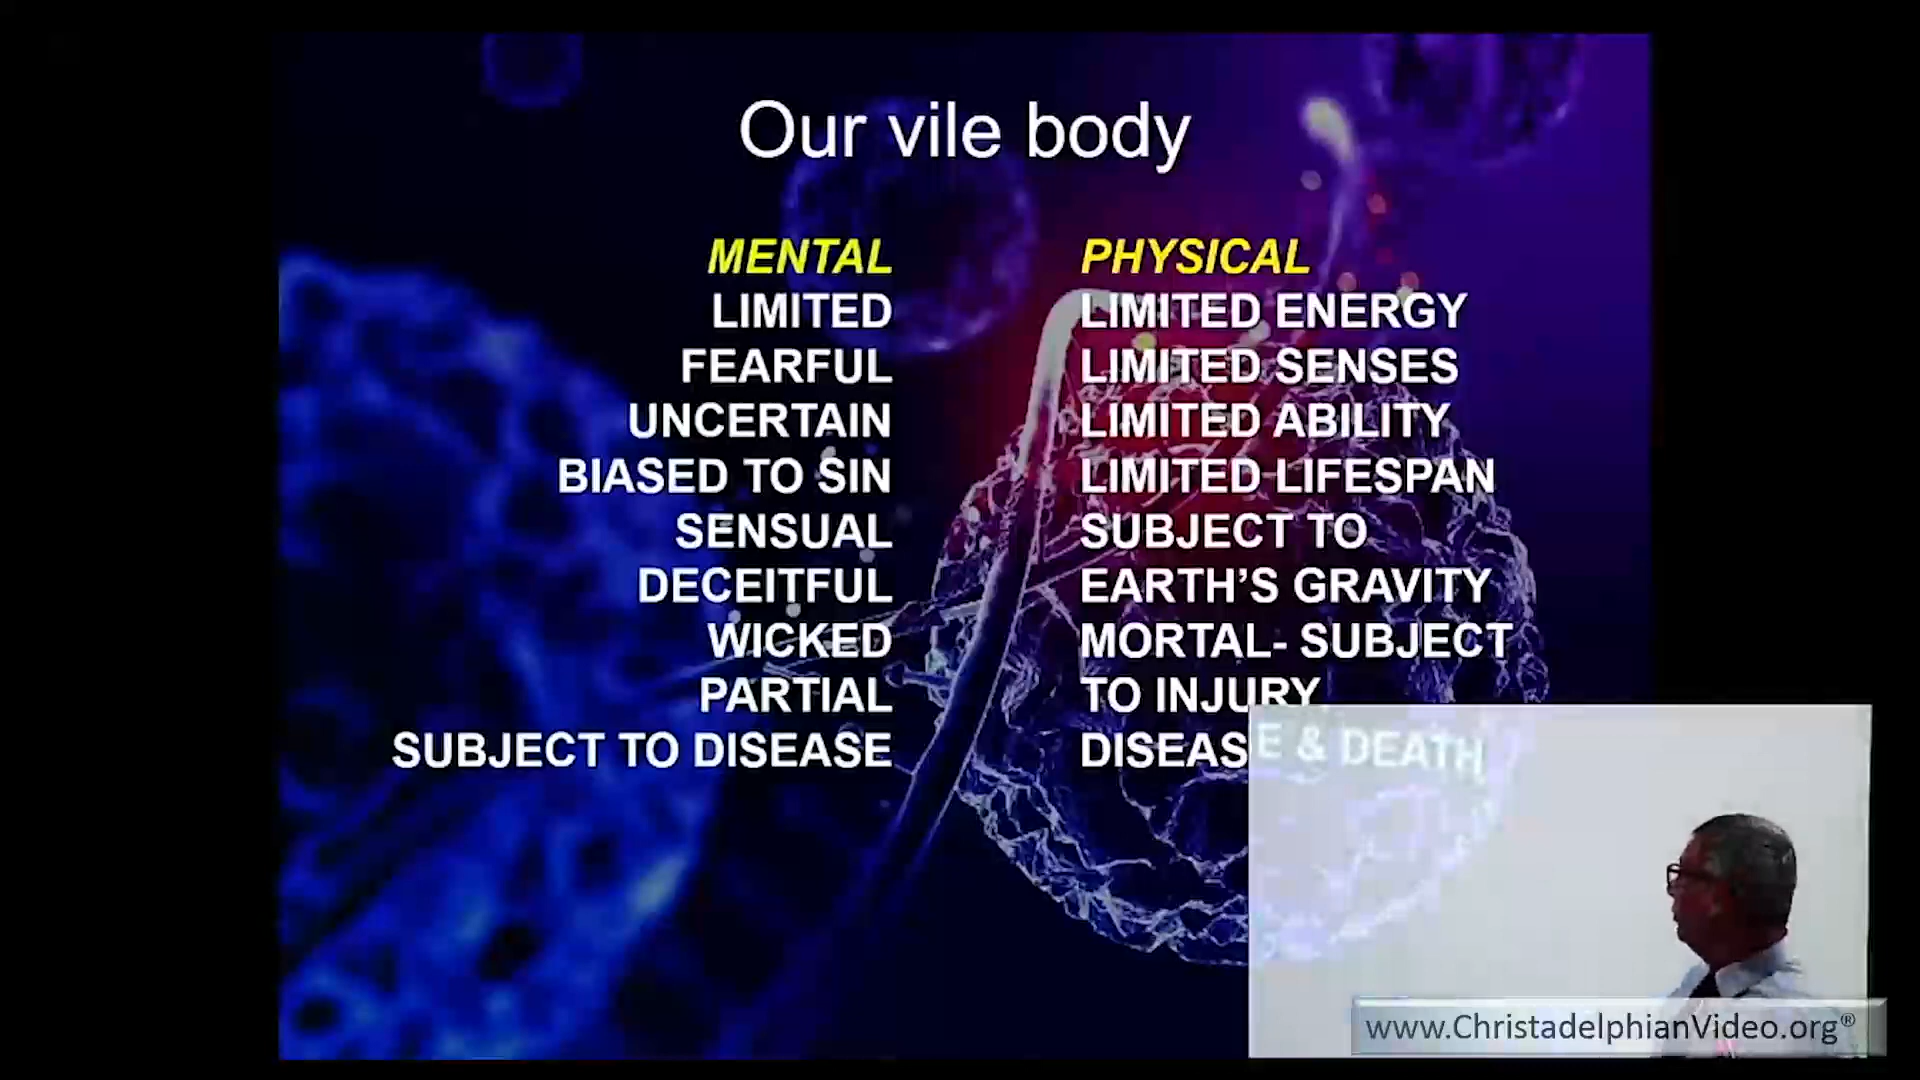 Our vile body
MENTAL
LIMITED
FEARFUL
UNCERTAIN
BIASED TO SIN
SENSUAL
DECEITFUL
WICKED
PARTIAL
SUBJECT TO DISEASE
PHYSICAL
LIMITED ENERGY
LIMITED SENSES
LIMITED ABILITY
LIMITED LIFESPAN
SUBJECT TO
EARTH'S GRAVITY
MORTAL- SUBJECT
TO INJURY
DISEASE & DEATH
www.ChristadelphianVideo.org®